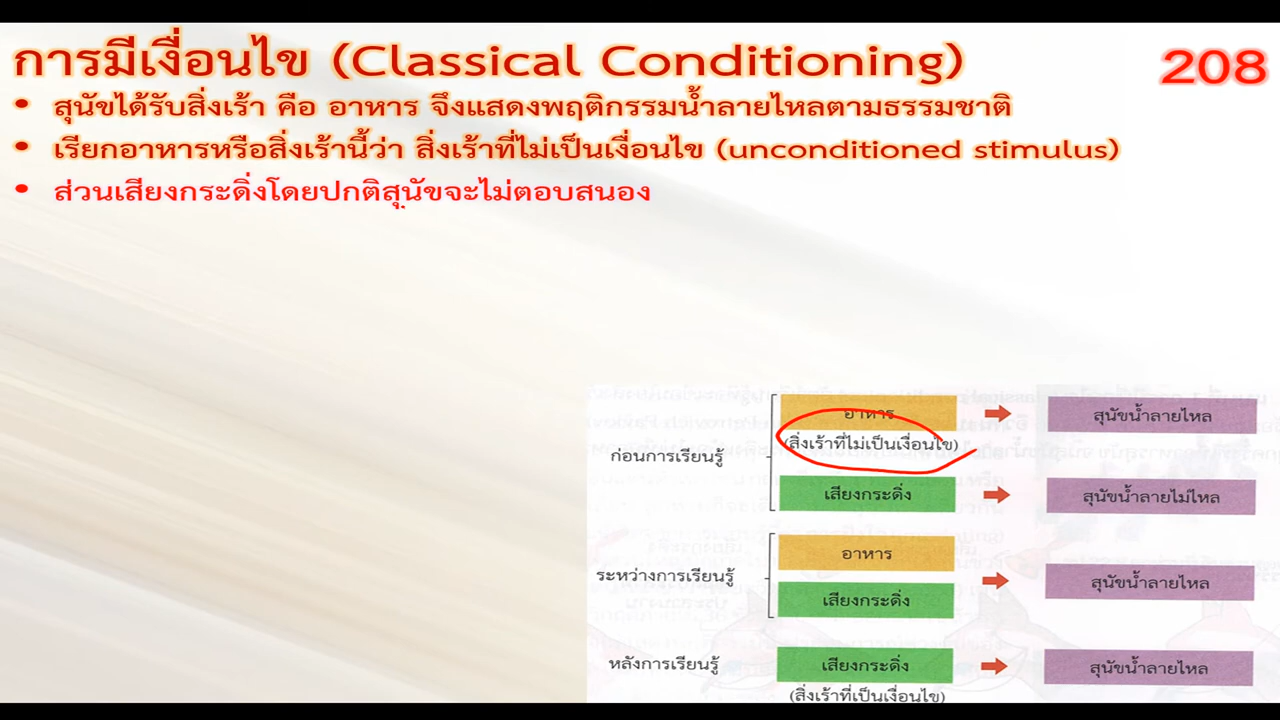 การมีเงื่อนไข (Classical Conditioning)
208
• สุนัขได้รับสิ่งเร้า คือ อาหาร จึงแสดงพฤติกรรมน้ำลายไหลตามธรรมชาติ
• เรียกอาหารหรือสิ่งเร้านี้ว่า สิ่งเร้าที่ไม่เป็นเงื่อนไข (unconditioned stimulus)
• ส่วนเสียงกระดิ่งโดยปกติสุนัขจะไม่ตอบสนอง
อาหาร
สุนัขน้ำลายไหล
(สิ่งเร้าที่ไม่เป็นเงื่อนไข)
ก่อนการเรียนรู้
เสียงกระดิ่ง
สุนัขน้ำลายไม่ไหล
อาหาร
ระหว่างการเรียนรู้
สุนัขน้ำลายไหล
เสียงกระดิ่ง
หลังการเรียนรู้
เสียงกระดิ่ง
สุนัขน้ำลายไหล
(สิ่งเร้าที่เป็นเงื่อนไข)